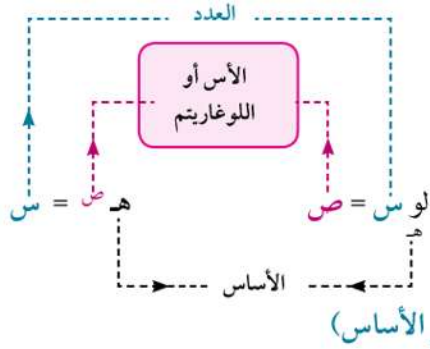 العدد
الأس أو
اللوغاريتم
لو هـ س = ص
هـ ص = س
الأساس
الأساس)